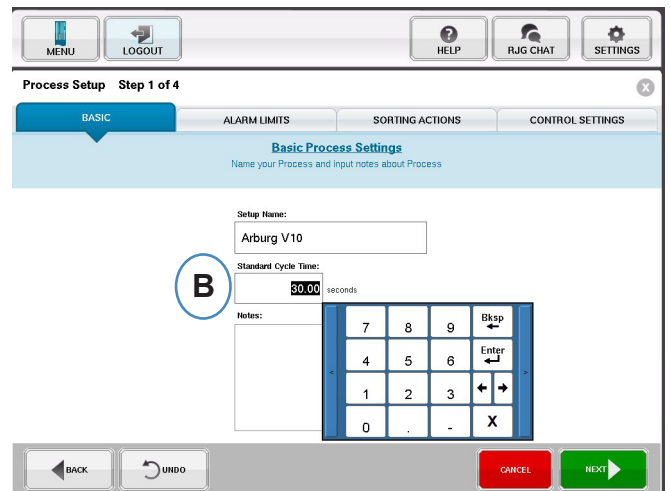 MENU
LOGOUT
HELP
RJG CHAT
SETTINGS
Process Setup Step 1 of 4
BASIC
ALARM LIMITS
SORTING ACTIONS
CONTROL SETTINGS
Basic Process Settings
Name your Process and input notes about Process
Setup Name:
Arburg V10
Standard Cycle Time:
B
30.00 seconds
Notes:
7 8 9 Bksp
4 5 6 Enter
< >
1 2 3
0 . - X
BACK
UNDO
CANCEL
NEXT